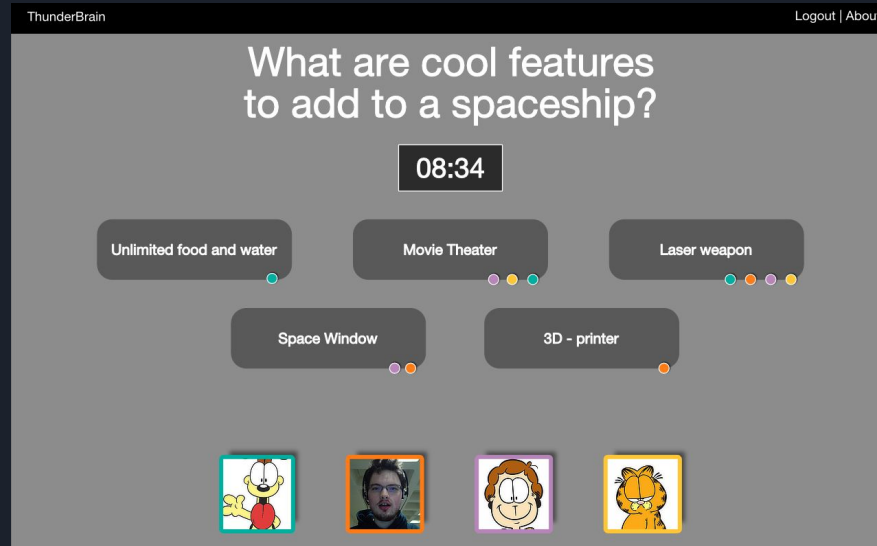 ThunderBrain
Logout | About
What are cool features
to add to a spaceship?
08:34
Unlimited food and water
Movie Theater
Laser weapon
Space Window
3D - printer